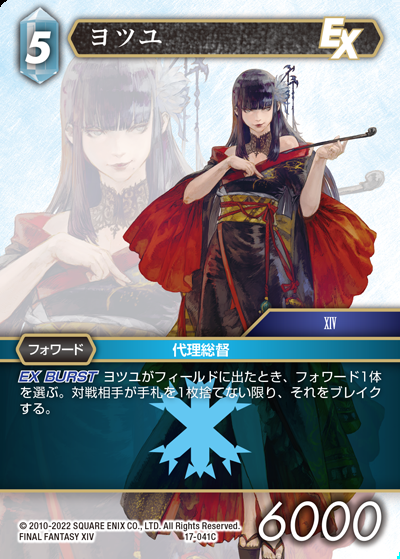 5
ヨツユ
EX
XIV
フォワード
代理総督
EX BURST ヨツユがフィールドに出たとき、フォワード1体
を選ぶ。対戦相手が手札を1枚捨てない限り、それをブレイク
する。
© 2010-2022 SQUARE ENIX CO., LTD. All Rights Reserved.
FINAL FANTASY XIV
17-041C
6000